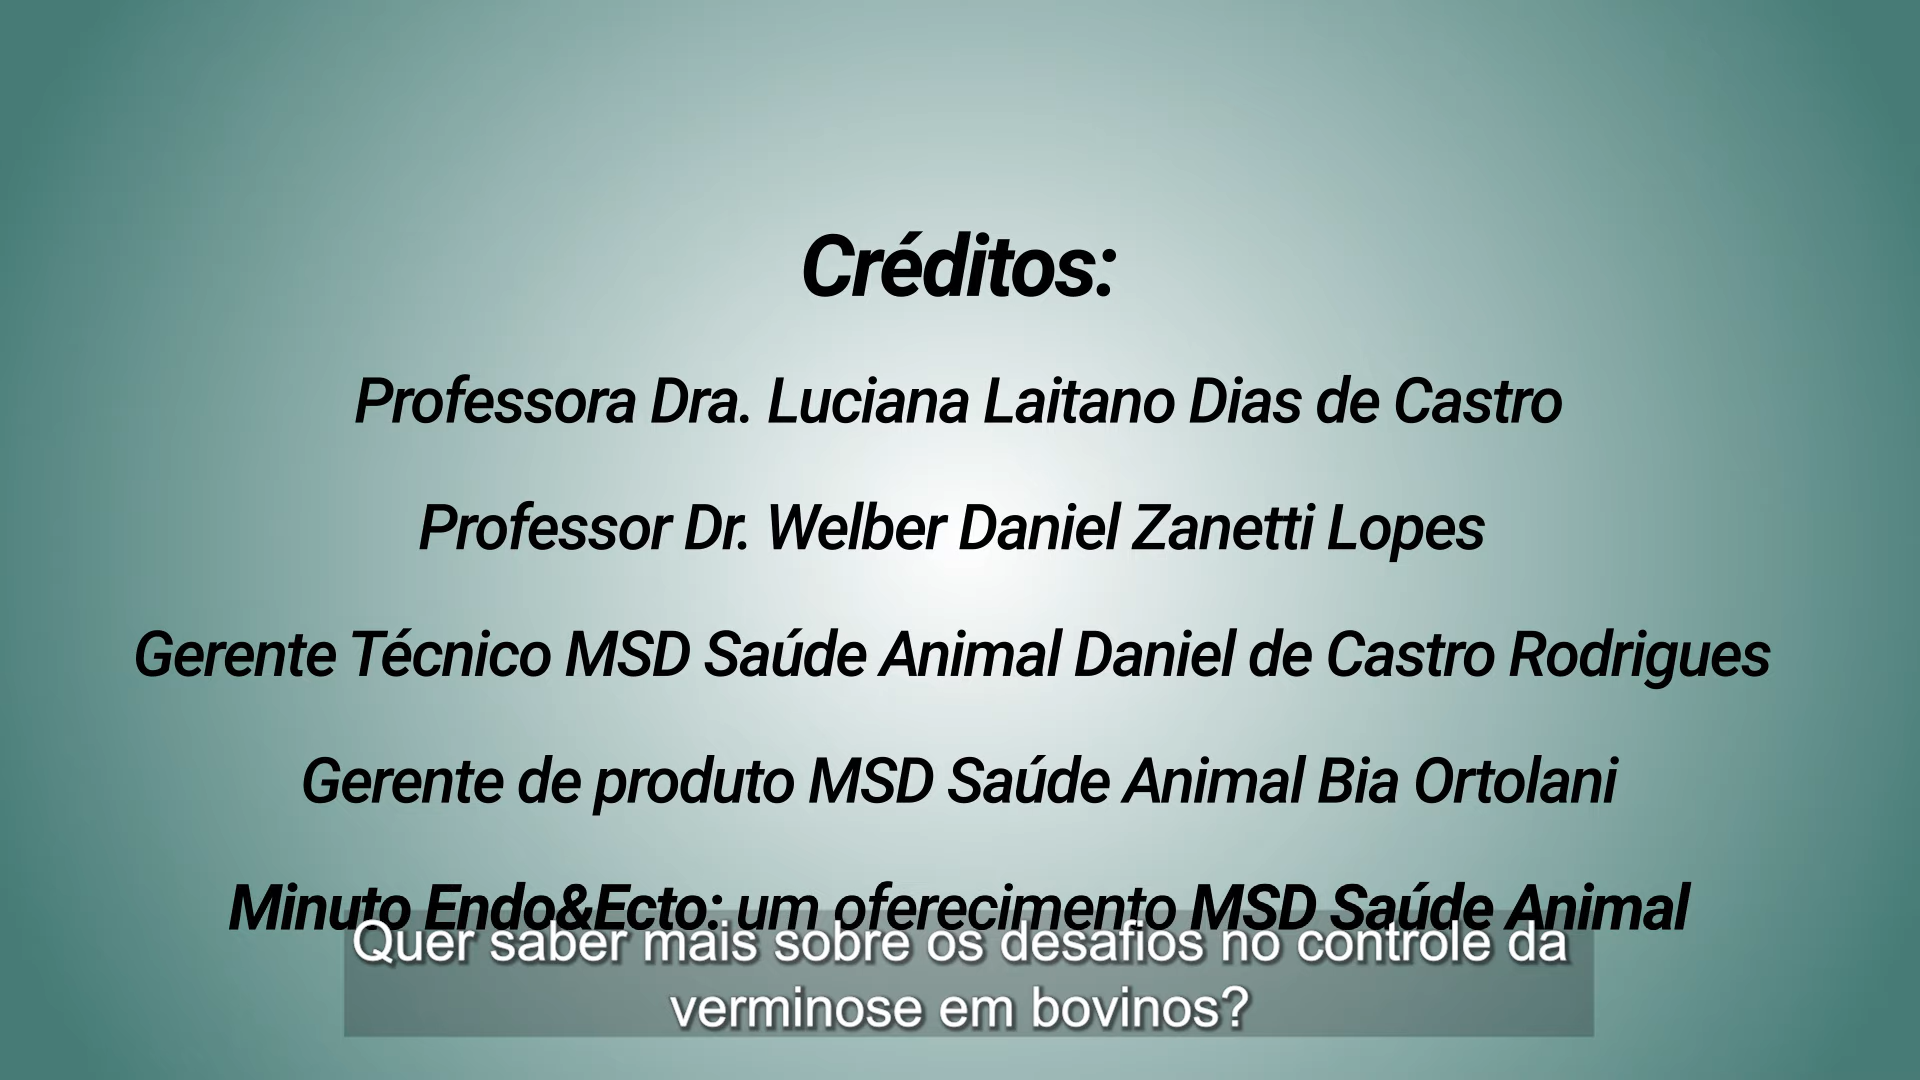 Créditos:
Professora Dra. Luciana Laitano Dias de Castro
Professor Dr. Welber Daniel Zanetti Lopes
Gerente Técnico MSD Saúde Animal Daniel de Castro Rodrigues
Gerente de produto MSD Saúde Animal Bia Ortolani
Minuto Endo&Ecto: um oferecimento MSD Saúde Animal
Quer saber mais sobre os desafios no controle da
verminose em bovinos?